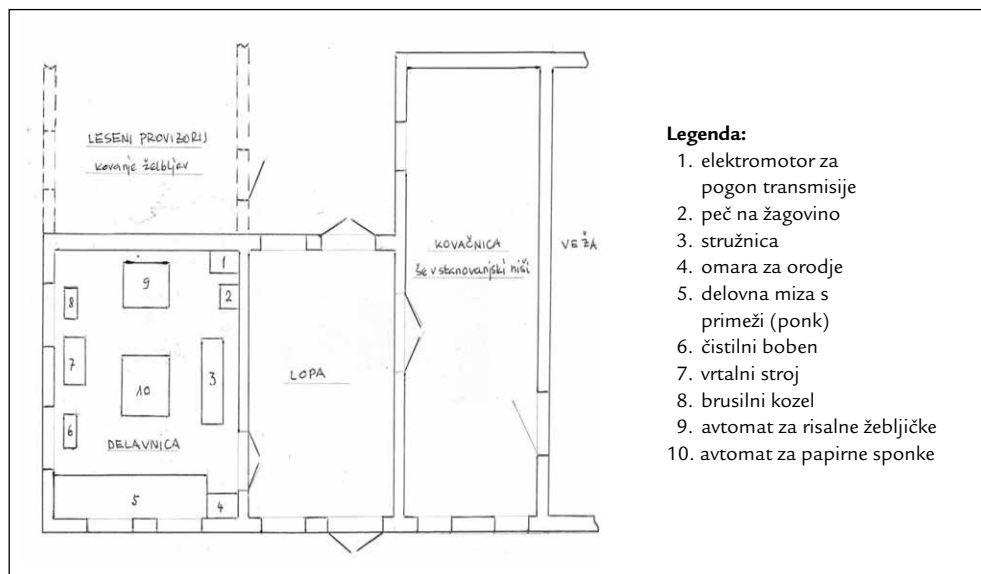 LESENI PROVIZORIJ
kovanje želbljev
KOVAČNICA
še v stanovanjski hiši
VEŽA
LOPA
DELAVNICA
1
2
3
4
5
6
7
8
9
10
Legenda:
1. elektromotor za
pogon transmisije
2. peč na žagovino
3. stružnica
4. omara za orodje
5. delovna miza s
primeži (ponk)
6. čistilni boben
7. vrtalni stroj
8. brusilni kozel
9. avtomat za risalne žebljičke
10. avtomat za papirne sponke